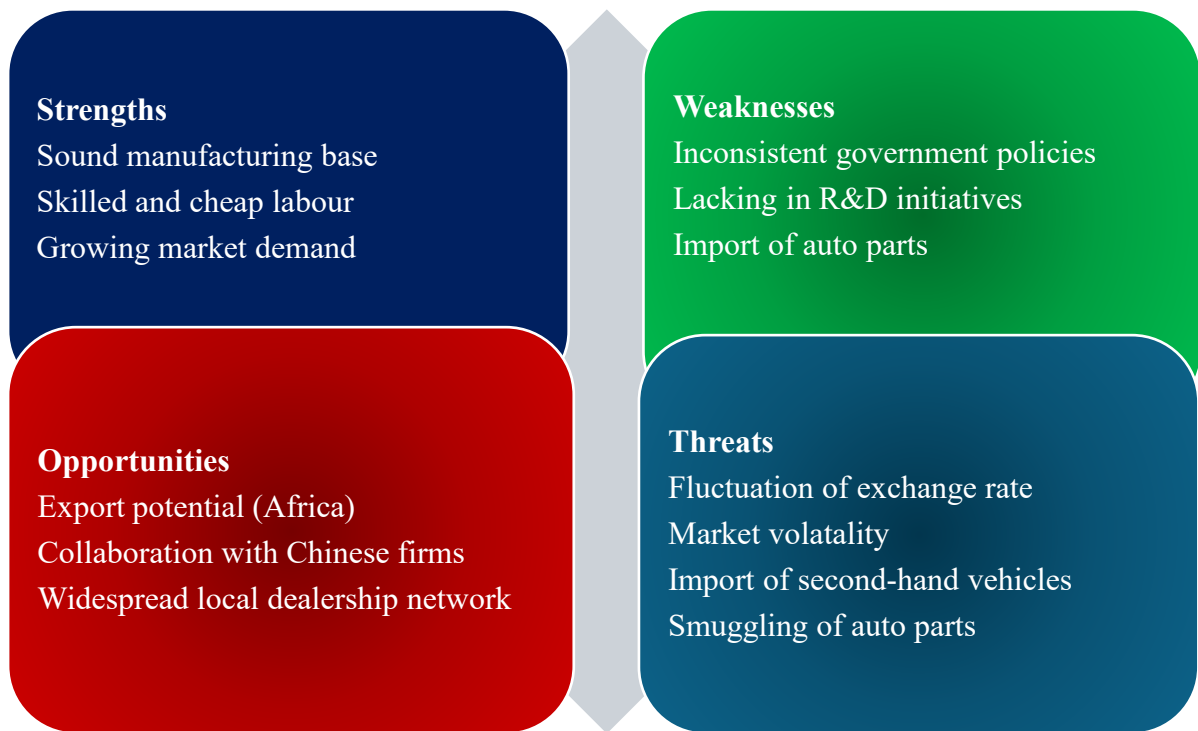 Strengths
Sound manufacturing base
Skilled and cheap labour
Growing market demand
Weaknesses
Inconsistent government policies
Lacking in R&D initiatives
Import of auto parts
Opportunities
Export potential (Africa)
Collaboration with Chinese firms
Widespread local dealership network
Threats
Fluctuation of exchange rate
Market volatality
Import of second-hand vehicles
Smuggling of auto parts